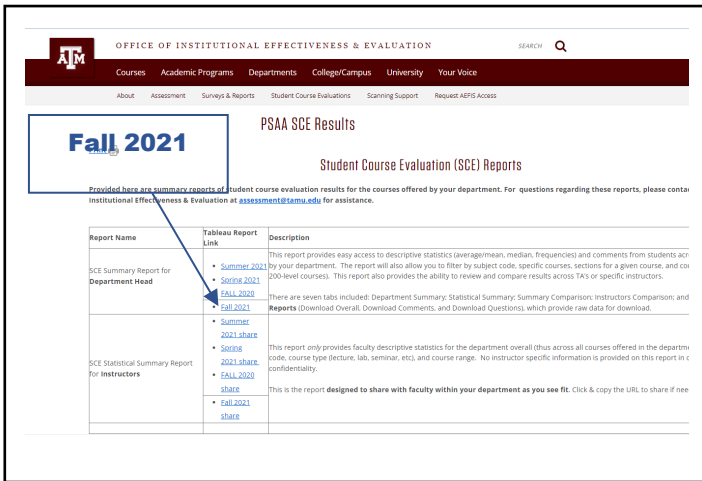 OFFICE OF INSTITUTIONAL EFFECTIVENESS & EVALUATION
SEARCH
ATM
Courses Academic Programs Departments College/Campus University Your Voice
About Assessment Surveys & Reports Student Course Evaluations Scanning Support Request AEFIS Access
PSAA SCE Results
Fall 2021
Student Course Evaluation (SCE) Reports
Provided here are summary reports of student course evaluation results for the courses offered by your department. For questions regarding these reports, please contac
Institutional Effectiveness & Evaluation at assessment@tamu.edu for assistance.
Report Name
Tableau Report
Link
Description
SCE Summary Report for
Department Head
• Summer 2021
• Spring 2021
• FALL 2020
• Fall 2021
This report provides easy access to descriptive statistics (average/mean, median, frequencies) and comments from students acr
by your department. The report will also allow you to filter by subject code, specific courses, sections for a given course, and co
200-level courses). This report also provides the ability to review and compare results across TA's or specific instructors.
There are seven tabs included: Department Summary; Statistical Summary; Summary Comparison; Instructors Comparison; and
Reports (Download Overall, Download Comments, and Download Questions), which provide raw data for download.
SCE Statistical Summary Report
for Instructors
• Summer
2021 share
• Spring
2021 share
• FALL 2020
share
• Fall 2021
share
This report only provides faculty descriptive statistics for the department overall (thus across all courses offered in the departme
code, course type (lecture, lab, seminar, etc), and course range. No instructor specific information is provided on this report in o
confidentiality.
This is the report designed to share with faculty within your department as you see fit. Click & copy the URL to share if nee